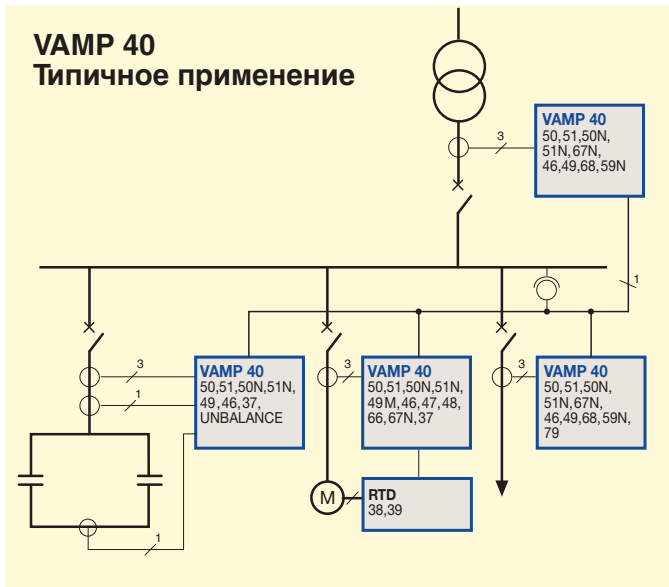 VAMP 40
Типичное применение
VAMP 40
50,51,50N,
51N,67N,
46,49,68,59N
3
1
3
1
VAMP 40
50,51,50N,51N,
49,46,37,
UNBALANCE
1
3
VAMP 40
50,51,50N,51N,
49M,46,47,48,
66,67N,37
M
RTD
38,39
3
VAMP 40
50,51,50N,
51N,67N,
46,49,68,59N,
79